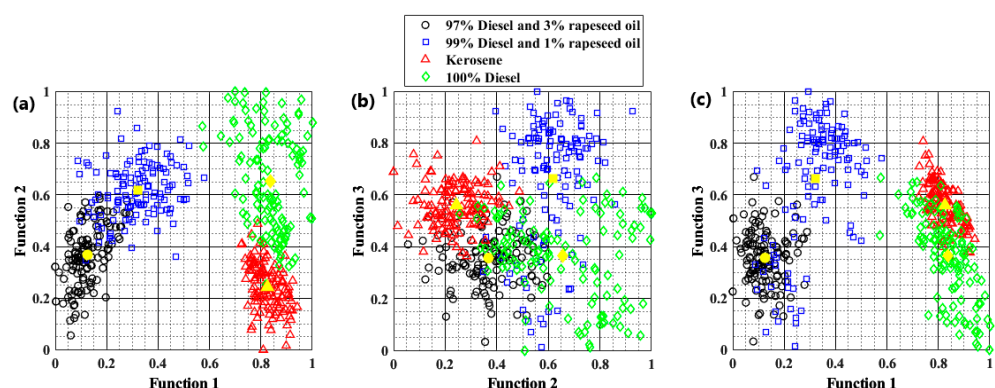 97% Diesel and 3% rapeseed oil
99% Diesel and 1% rapeseed oil
Kerosene
100% Diesel
(a)
1
0.8
0.6
0.4
0.2
0
0
0.2
0.4
0.6
0.8
1
Function 2
Function 1
(b)
1
0.8
0.6
0.4
0.2
0
0
0.2
0.4
0.6
0.8
1
Function 3
Function 2
(c)
1
0.8
0.6
0.4
0.2
0
0
0.2
0.4
0.6
0.8
1
Function 3
Function 1